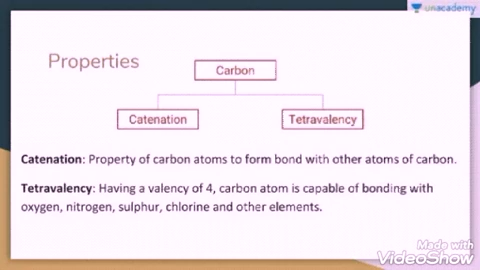 unacademy
Properties
Carbon
Catenation
Tetravalency
Catenation: Property of carbon atoms to form bond with other atoms of carbon.
Tetravalency: Having a valency of 4, carbon atom is capable of bonding with
oxygen, nitrogen, sulphur, chlorine and other elements.
Made with
VideoShow